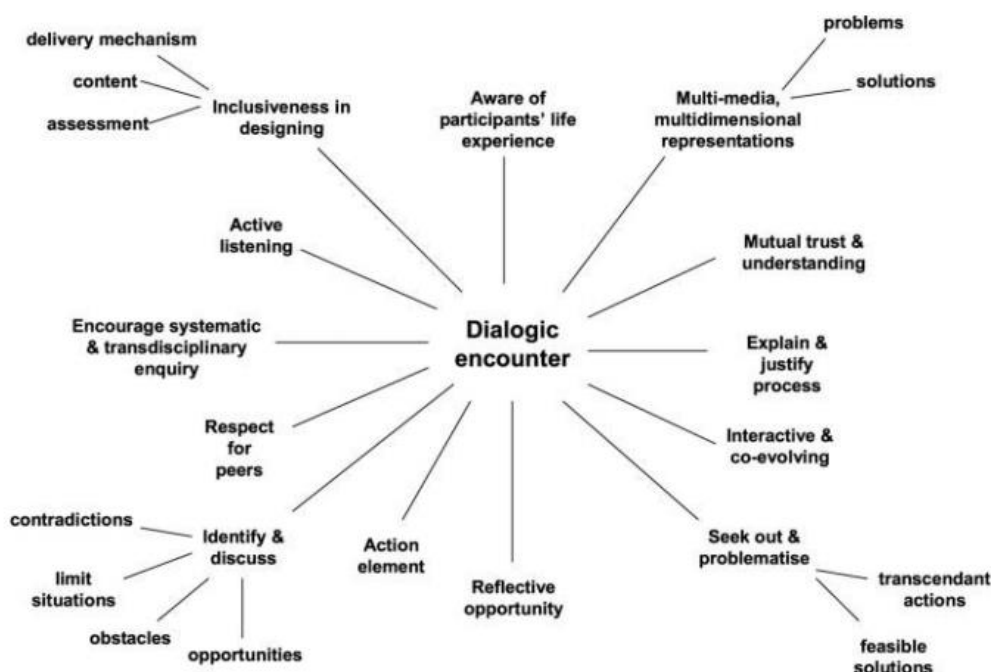 delivery mechanism
content
assessment
Inclusiveness in
designing
Aware of
participants' life
experience
problems
solutions
Multi-media,
multidimensional
representations
Active
listening
Mutual trust &
understanding
Encourage systematic
& transdisciplinary
enquiry
Dialogic
encounter
Explain &
justify
process
Respect
for
peers
Interactive &
co-evolving
contradictions
limit
situations
obstacles
opportunities
Identify &
discuss
Action
element
Reflective
opportunity
Seek out &
problematise
transcendant
actions
feasible
solutions